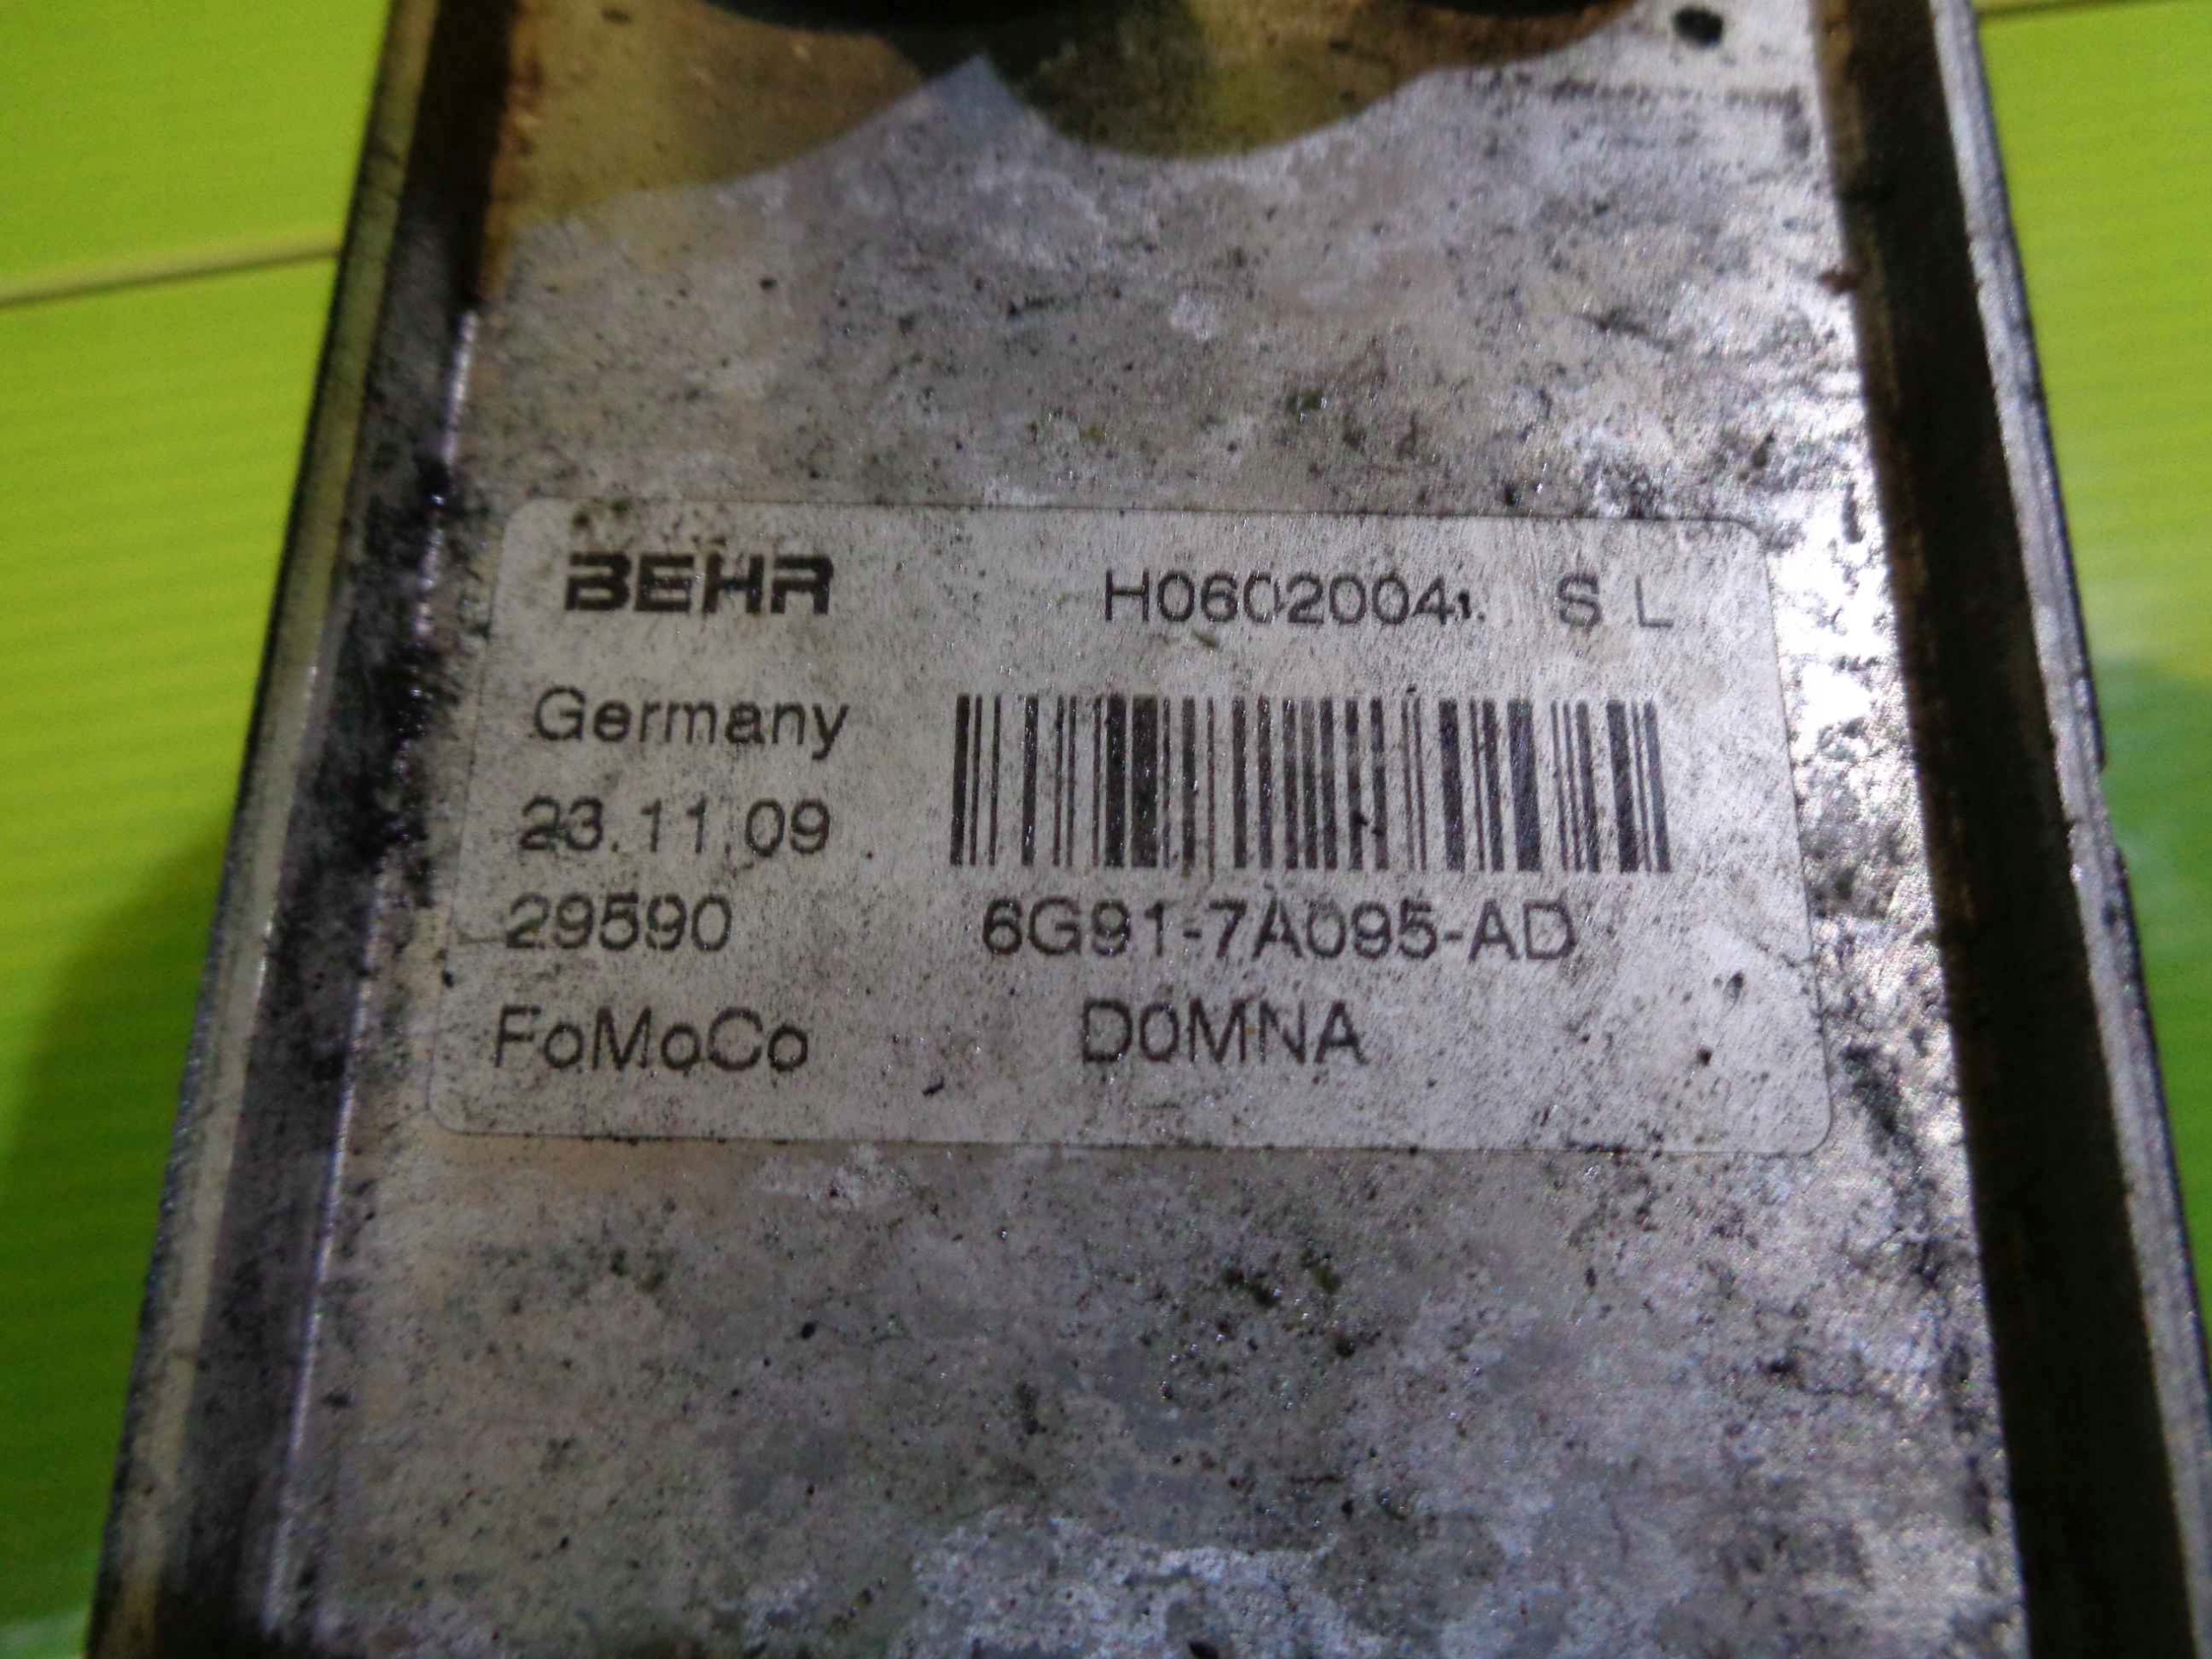 BEHR H0602004. S L
Germany
23.11.09
29590 6G91-7A095-AD
FoMoCo D0MNA